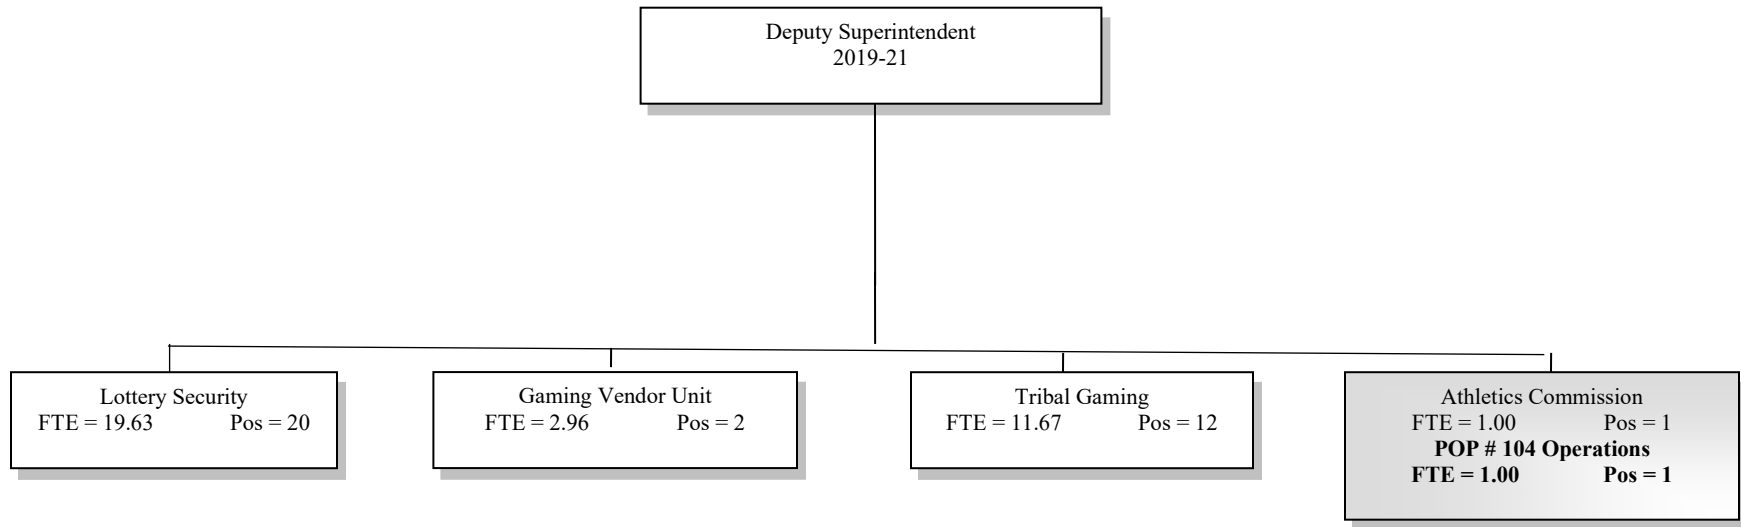 Deputy Superintendent
2019-21
Lottery Security
FTE = 19.63 Pos = 20
Gaming Vendor Unit
FTE = 2.96 Pos = 2
Tribal Gaming
FTE = 11.67 Pos = 12
Athletics Commission
FTE = 1.00 Pos = 1
POP # 104 Operations
FTE = 1.00 Pos = 1